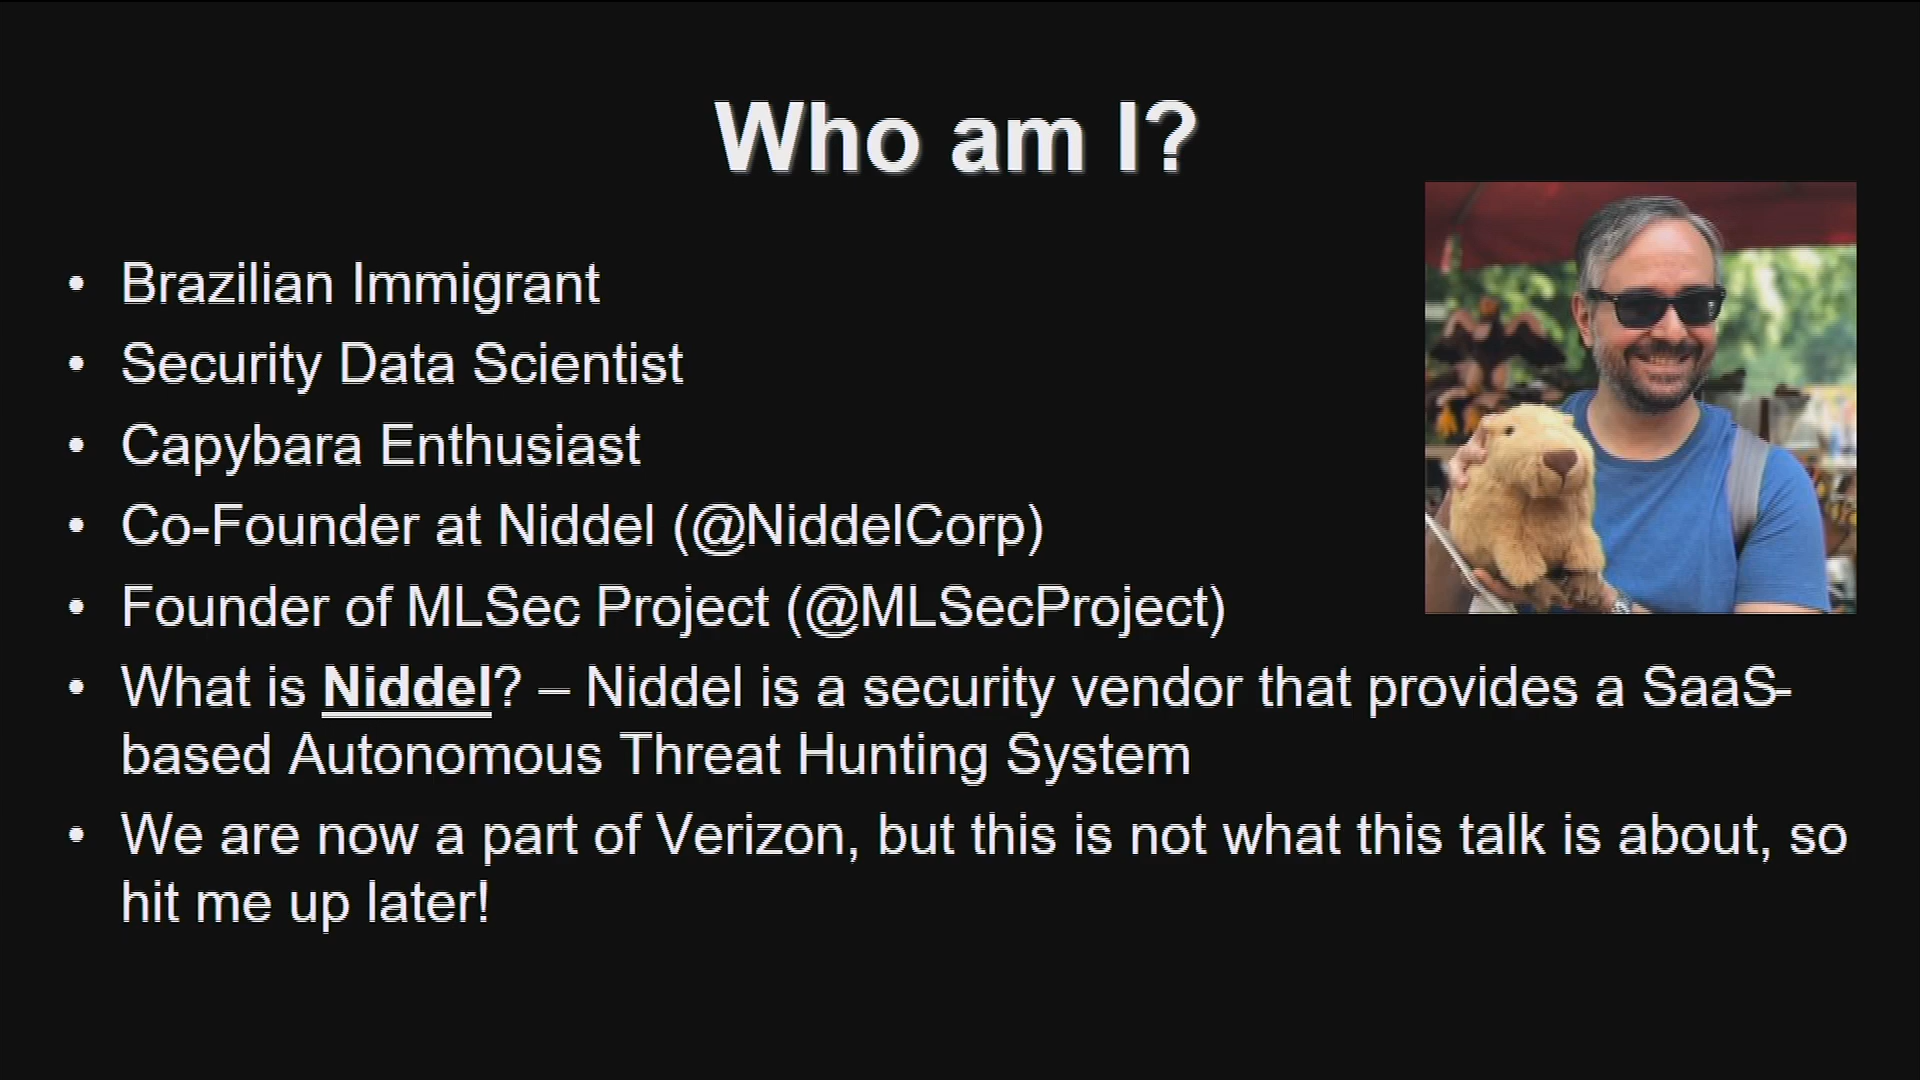 Who am I?
• Brazilian Immigrant
• Security Data Scientist
• Capybara Enthusiast
• Co-Founder at Niddel (@NiddelCorp)
• Founder of MLSec Project (@MLSecProject)
• What is Niddel? – Niddel is a security vendor that provides a SaaS-
based Autonomous Threat Hunting System
• We are now a part of Verizon, but this is not what this talk is about, so
hit me up later!